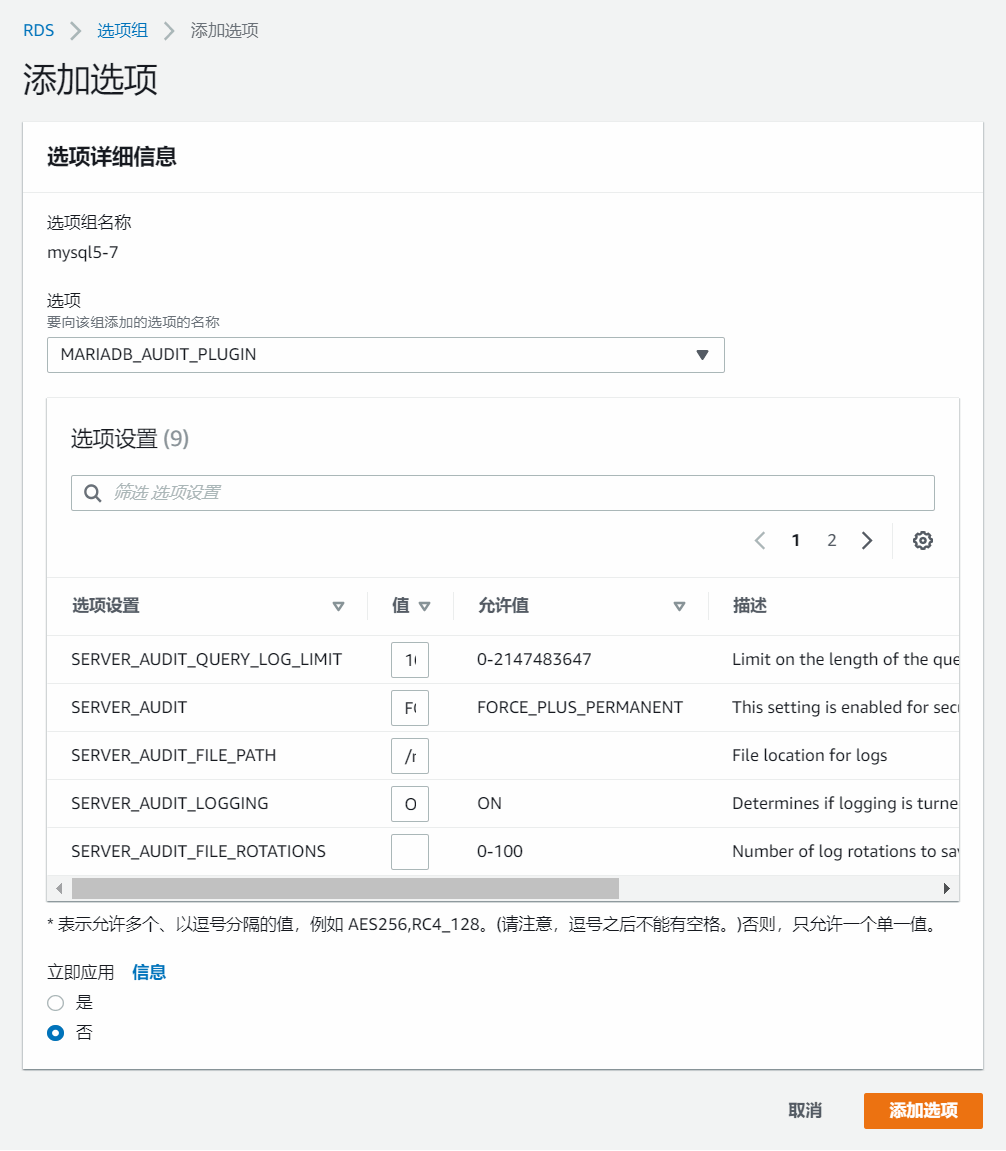 RDS 选项组 添加选项
添加选项
选项详细信息
选项组名称
mysql5-7
选项
要向该组添加的选项的名称
MARIADB_AUDIT_PLUGIN
选项设置 (9)
筛选 选项设置
1 2
选项设置 值 允许值 描述
SERVER_AUDIT_QUERY_LOG_LIMIT 0-2147483647 Limit on the length of the que
SERVER_AUDIT FORCE_PLUS_PERMANENT This setting is enabled for sec
SERVER_AUDIT_FILE_PATH File location for logs
SERVER_AUDIT_LOGGING O ON Determines if logging is turne
SERVER_AUDIT_FILE_ROTATIONS 0-100 Number of log rotations to sa
* 表示允许多个、以逗号分隔的值，例如 AES256,RC4_128。(请注意，逗号之后不能有空格。)否则，只允许一个单一值。
立即应用 信息
是
否
取消 添加选项